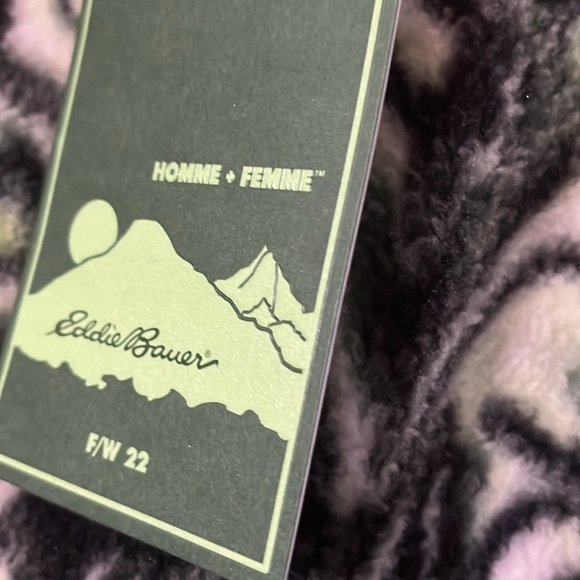 HOMME + FEMME™
Eddie Bauer®
F/W 22